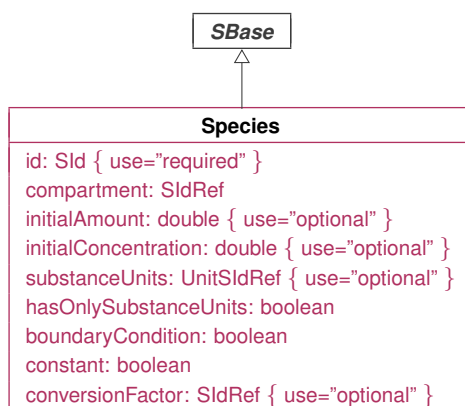 SBase
Species
id: SId { use="required" }
compartment: SIdRef
initialAmount: double { use="optional" }
initialConcentration: double { use="optional" }
substanceUnits: UnitSIdRef { use="optional" }
hasOnlySubstanceUnits: boolean
boundaryCondition: boolean
constant: boolean
conversionFactor: SIdRef { use="optional" }